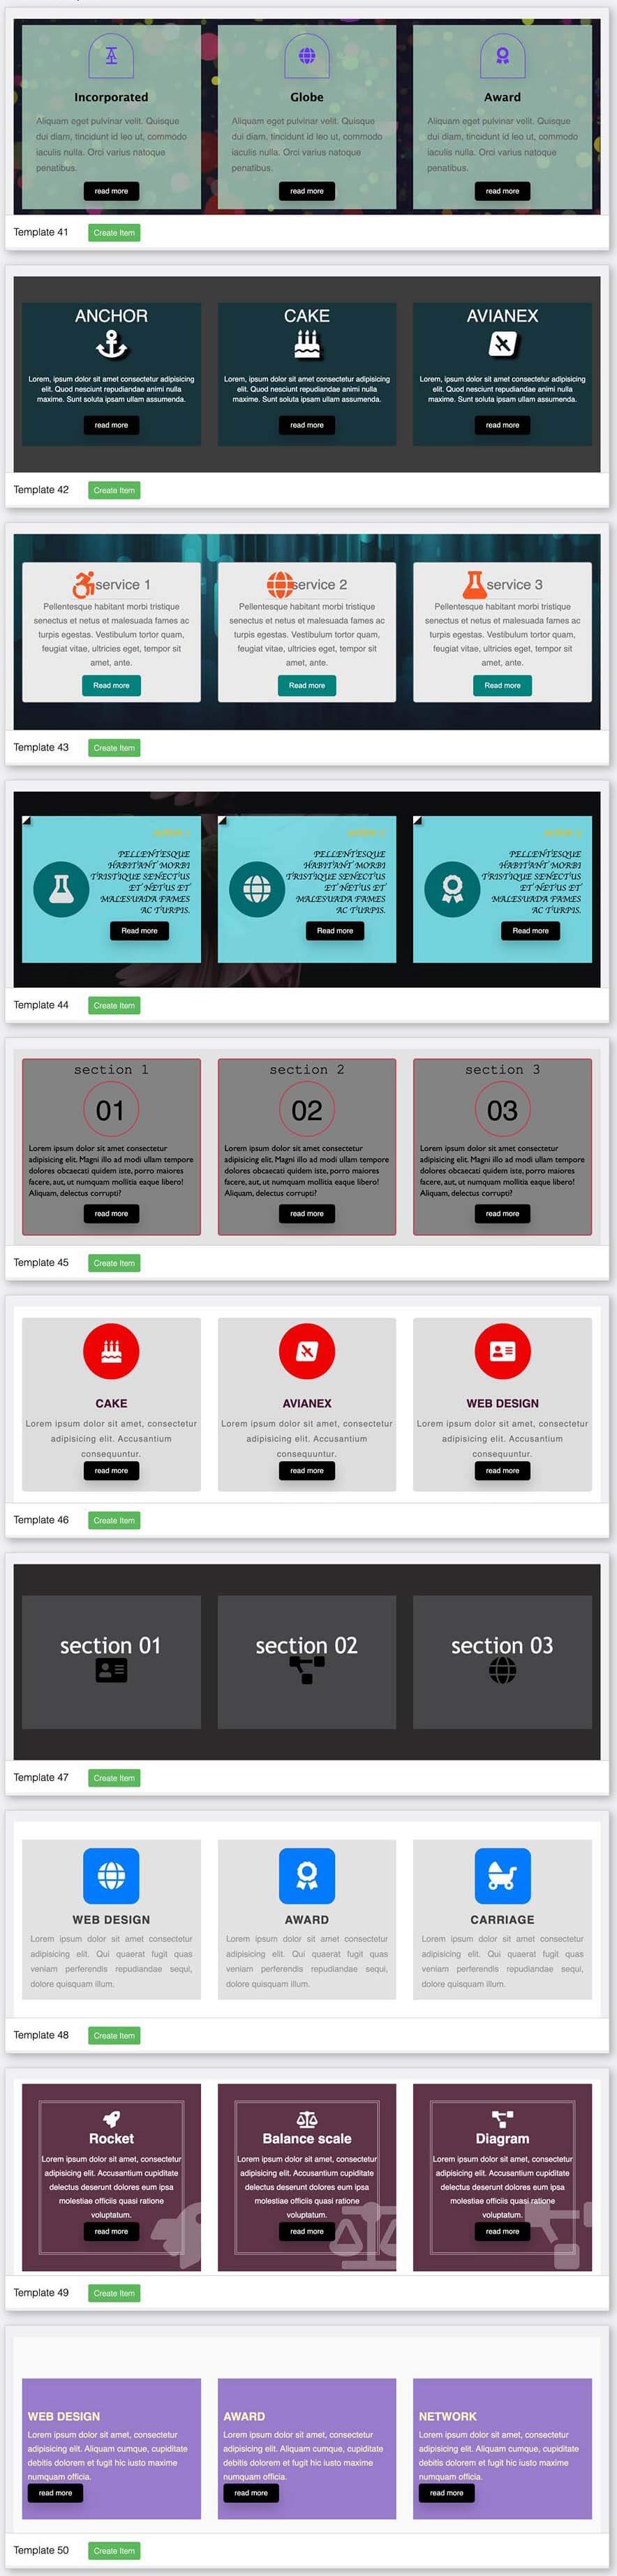 Incorporated
Aliquam eget pulvinar velit. Quisque
dui diam, tincidunt id leo ut, commodo
iaculis nulla. Orci varius natoque
penatibus.
read more
Globe
Aliquam eget pulvinar velit. Quisque
dui diam, tincidunt id leo ut, commodo
iaculis nulla. Orci varius natoque
penatibus.
read more
Award
Aliquam eget pulvinar velit. Quisque
dui diam, tincidunt id leo ut, commodo
iaculis nulla. Orci varius natoque
penatibus.
read more
Template 41
Create Item
ANCHOR
Lorem, ipsum dolor sit amet consectetur adipisicing
elit. Quod nesciunt repudiandae animi nulla
maxime. Sunt soluta ipsam ullam assumenda.
read more
CAKE
Lorem, ipsum dolor sit amet consectetur adipisicing
elit. Quod nesciunt repudiandae animi nulla
maxime. Sunt soluta ipsam ullam assumenda.
read more
AVIANEX
Lorem, ipsum dolor sit amet consectetur adipisicing
elit. Quod nesciunt repudiandae animi nulla
maxime. Sunt soluta ipsam ullam assumenda.
read more
Template 42
Create Item
service 1
Pellentesque habitant morbi tristique
senectus et netus et malesuada fames ac
turpis egestas. Vestibulum tortor quam,
feugiat vitae, ultricies eget, tempor sit
amet, ante.
Read more
service 2
Pellentesque habitant morbi tristique
senectus et netus et malesuada fames ac
turpis egestas. Vestibulum tortor quam,
feugiat vitae, ultricies eget, tempor sit
amet, ante.
Read more
service 3
Pellentesque habitant morbi tristique
senectus et netus et malesuada fames ac
turpis egestas. Vestibulum tortor quam,
feugiat vitae, ultricies eget, tempor sit
amet, ante.
Read more
Template 43
Create Item
PELLENTESQUE
HABITANT MORBI
TRISTIQUE SENECTUS
ET NETUS ET
MALESUADA FAMES
AC TURPIS.
Read more
PELLENTESQUE
HABITANT MORBI
TRISTIQUE SENECTUS
ET NETUS ET
MALESUADA FAMES
AC TURPIS.
Read more
PELLENTESQUE
HABITANT MORBI
TRISTIQUE SENECTUS
ET NETUS ET
MALESUADA FAMES
AC TURPIS.
Read more
Template 44
Create Item
section 1
01
Lorem ipsum dolor sit amet consectetur
adipisicing elit. Magni illo ad modi ullam tempore
dolores obcaecati quidem iste, porro maiores
facere, aut, ut numquam mollitia eaque libero!
Aliquam, delectus corrupti?
read more
section 2
02
Lorem ipsum dolor sit amet consectetur
adipisicing elit. Magni illo ad modi ullam tempore
dolores obcaecati quidem iste, porro maiores
facere, aut, ut numquam mollitia eaque libero!
Aliquam, delectus corrupti?
read more
section 3
03
Lorem ipsum dolor sit amet consectetur
adipisicing elit. Magni illo ad modi ullam tempore
dolores obcaecati quidem iste, porro maiores
facere, aut, ut numquam mollitia eaque libero!
Aliquam, delectus corrupti?
read more
Template 45
Create Item
CAKE
Lorem ipsum dolor sit amet, consectetur
adipisicing elit. Accusantium
consequuntur.
read more
AVIANEX
Lorem ipsum dolor sit amet, consectetur
adipisicing elit. Accusantium
consequuntur.
read more
WEB DESIGN
Lorem ipsum dolor sit amet, consectetur
adipisicing elit. Accusantium
consequuntur.
read more
Template 46
Create Item
section 01
section 02
section 03
Template 47
Create Item
WEB DESIGN
Lorem ipsum dolor sit amet consectetur
adipisicing elit. Qui quaerat fugit quas
veniam perferendis repudiandae sequi,
dolore quisquam illum.
AWARD
Lorem ipsum dolor sit amet consectetur
adipisicing elit. Qui quaerat fugit quas
veniam perferendis repudiandae sequi,
dolore quisquam illum.
CARRIAGE
Lorem ipsum dolor sit amet consectetur
adipisicing elit. Qui quaerat fugit quas
veniam perferendis repudiandae sequi,
dolore quisquam illum.
Template 48
Create Item
Rocket
Lorem ipsum dolor sit amet, consectetur
adipisicing elit. Accusantium cupiditate
delectus deserunt dolores eum ipsa
molestiae officiis quasi ratione
voluptatum.
read more
Balance scale
Lorem ipsum dolor sit amet, consectetur
adipisicing elit. Accusantium cupiditate
delectus deserunt dolores eum ipsa
molestiae officiis quasi ratione
voluptatum.
read more
Diagram
Lorem ipsum dolor sit amet, consectetur
adipisicing elit. Accusantium cupiditate
delectus deserunt dolores eum ipsa
molestiae officiis quasi ratione
voluptatum.
read more
Template 49
Create Item
WEB DESIGN
Lorem ipsum dolor sit amet, consectetur
adipisicing elit. Aliquam cumque, cupiditate
debitis dolorem et fugit hic iusto maxime
numquam officia.
read more
AWARD
Lorem ipsum dolor sit amet, consectetur
adipisicing elit. Aliquam cumque, cupiditate
debitis dolorem et fugit hic iusto maxime
numquam officia.
read more
NETWORK
Lorem ipsum dolor sit amet, consectetur
adipisicing elit. Aliquam cumque, cupiditate
debitis dolorem et fugit hic iusto maxime
numquam officia.
read more
Template 50
Create Item